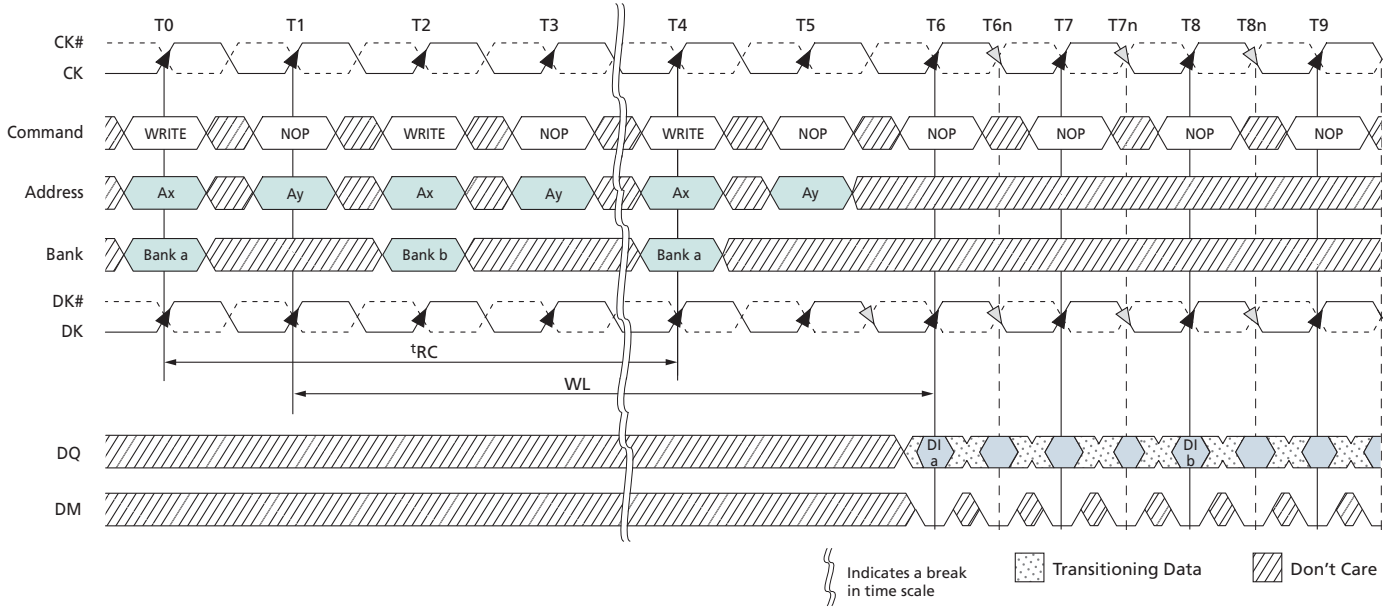 T0 T1 T2 T3 T4 T5 T6 T6n T7 T7n T8 T8n T9
CK#
CK
Command WRITE NOP WRITE NOP WRITE NOP NOP NOP NOP NOP
Address Ax Ay Ax Ay Ax Ay
Bank Bank a Bank b Bank a
DK#
DK
tRC
WL
DQ DI a DI b
DM
Indicates a break in time scale Transitioning Data Don't Care